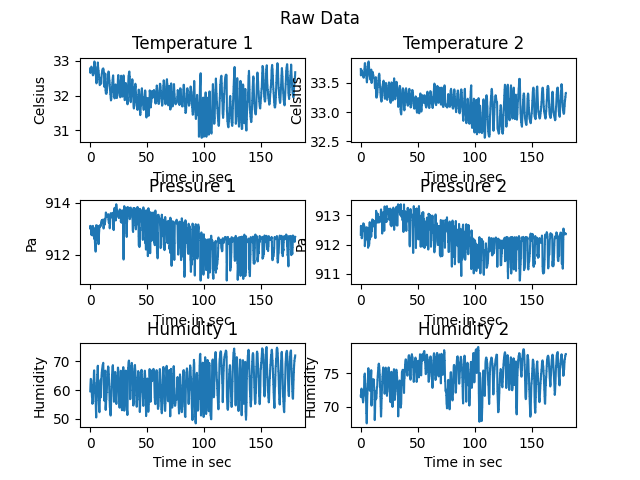 Raw Data
Temperature 1
Temperature 2
Celsius
33
32
31
0 50 100 150
Time in sec
Celsius
33.5
33.0
32.5
0 50 100 150
Time in sec
Pressure 1
Pressure 2
Pa
914
912
0 50 100 150
Time in sec
Pa
913
912
911
0 50 100 150
Time in sec
Humidity 1
Humidity 2
Humidity
70
60
50
0 50 100 150
Time in sec
Humidity
75
70
0 50 100 150
Time in sec